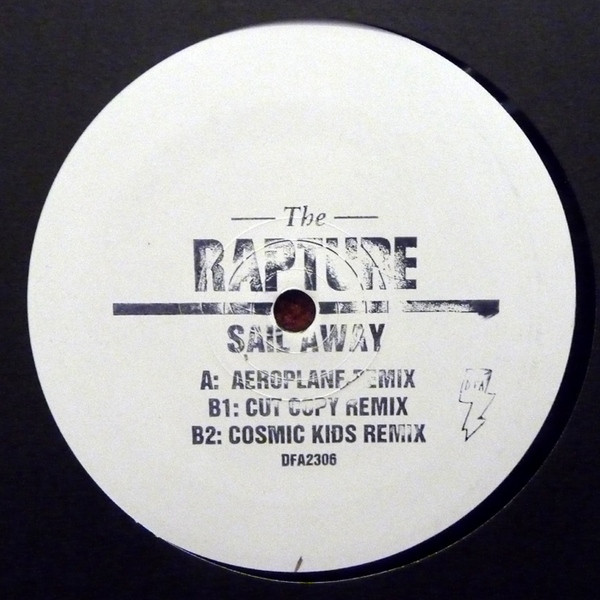 The
RAPTURE
SAIL AWAY
A: AEROPLANE REMIX
B1: CUT COPY REMIX
B2: COSMIC KIDS REMIX
DFA2306
DFA